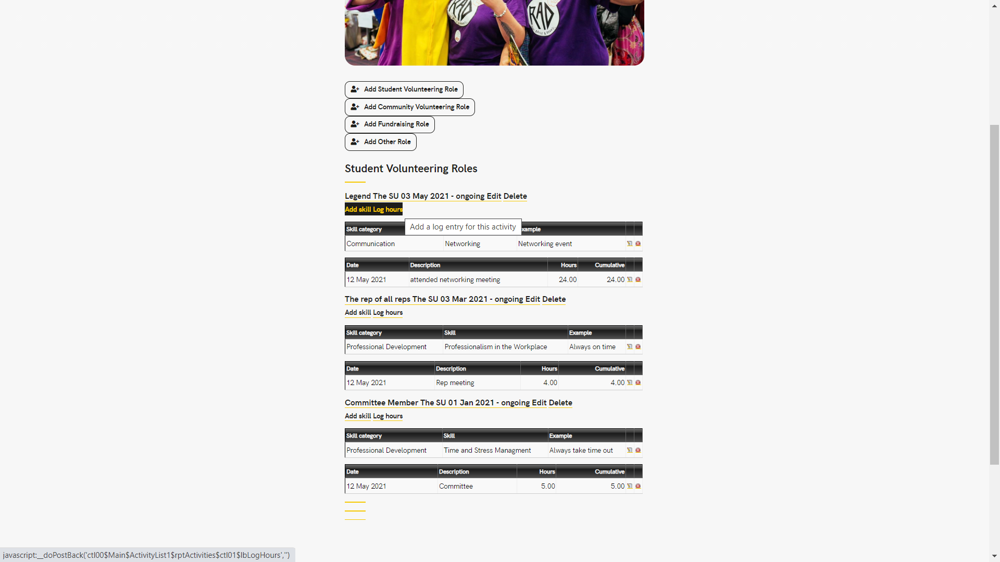 RAD
RAD
RAISE & DONATE
Add Student Volunteering Role
Add Community Volunteering Role
Add Fundraising Role
Add Other Role
Student Volunteering Roles
Legend The SU 03 May 2021 - ongoing Edit Delete
Add skill Log hours
Add a log entry for this activity
Skill category xample
Communication Networking Networking event
Date Description Hours Cumulative
12 May 2021 attended networking meeting 24.00 24.00
The rep of all reps The SU 03 Mar 2021 - ongoing Edit Delete
Add skill Log hours
Skill category Skill Example
Professional Development Professionalism in the Workplace Always on time
Date Description Hours Cumulative
12 May 2021 Rep meeting 4.00 4.00
Committee Member The SU 01 Jan 2021 - ongoing Edit Delete
Add skill Log hours
Skill category Skill Example
Professional Development Time and Stress Managment Always take time out
Date Description Hours Cumulative
12 May 2021 Committee 5.00 5.00
javascript:__doPostBack('ctl00$Main$ActivityList1$rptActivities$ctl01$lbLogHours','')